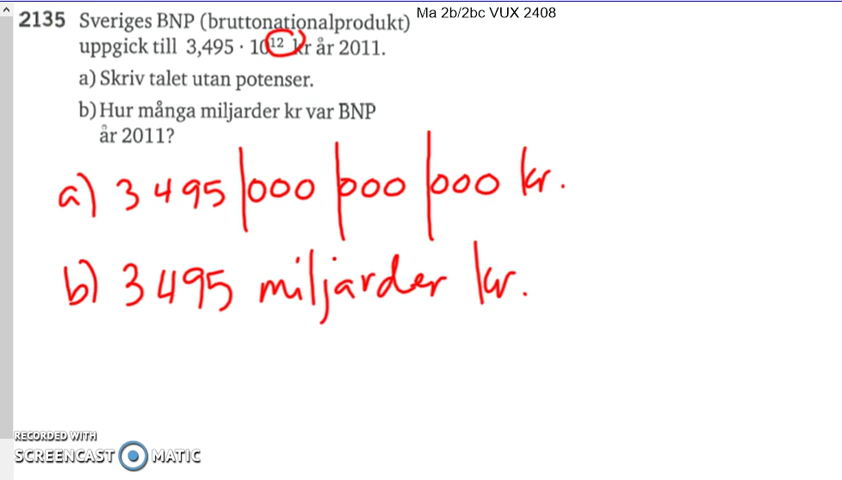 Ma 2b/2bc VUX 2408
2135 Sveriges BNP (bruttonationalprodukt)
uppgick till 3,495 · 10¹² kr år 2011.
a) Skriv talet utan potenser.
b) Hur många miljarder kr var BNP
år 2011?
a) 3 495 000 000 000 kr.
b) 3 495 miljarder kr.
RECORDED WITH
SCREENCAST MATIC